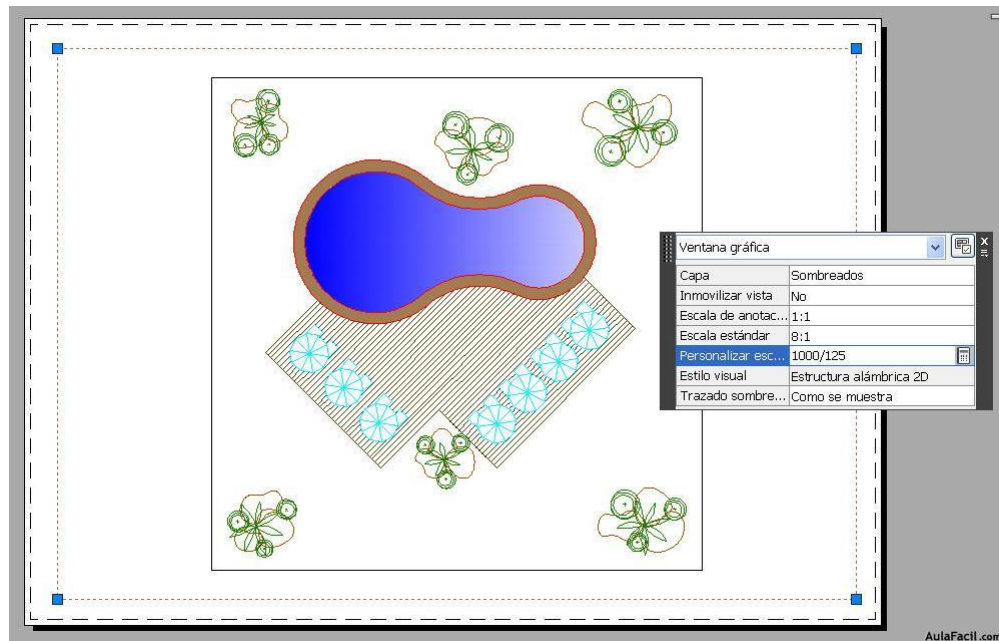 Ventana gráfica
Capa Sombreados
Inmovilizar vista No
Escala de anotac... 1:1
Escala estándar 8:1
Personalizar esc... 1000/125
Estilo visual Estructura alámbrica 2D
Trazado sombre... Como se muestra
AulaFacil.com